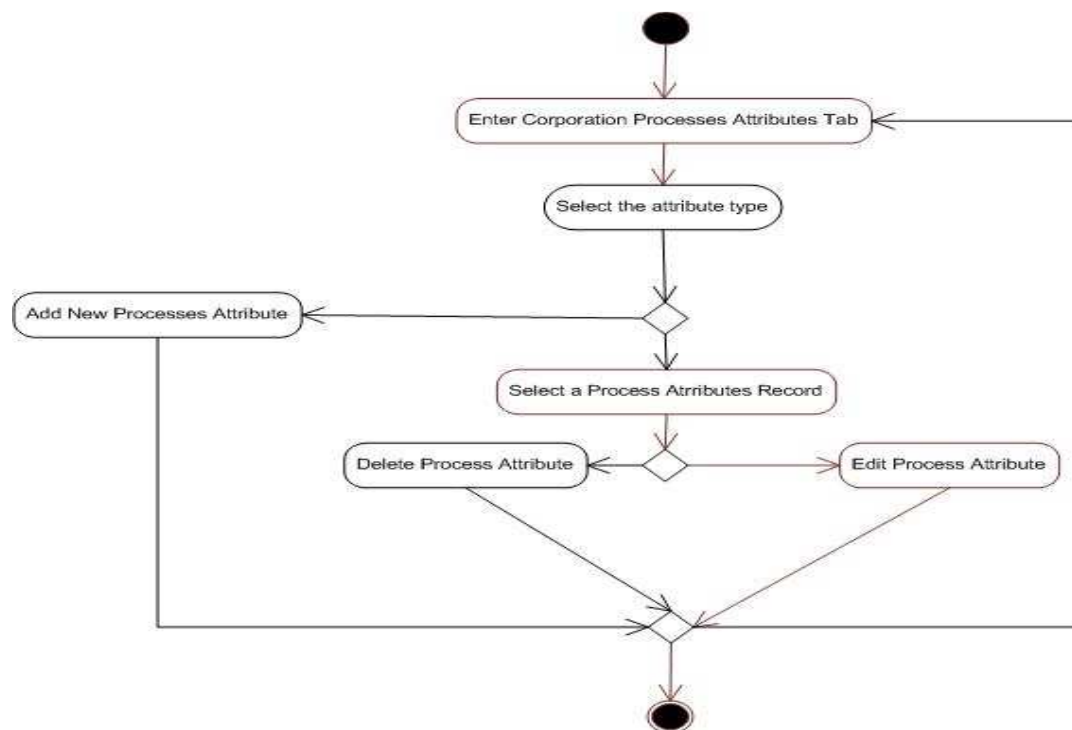 Enter Corporation Processes Attributes Tab
Select the attribute type
Add New Processes Attribute
Select a Process Atrributes Record
Delete Process Attribute
Edit Process Attribute